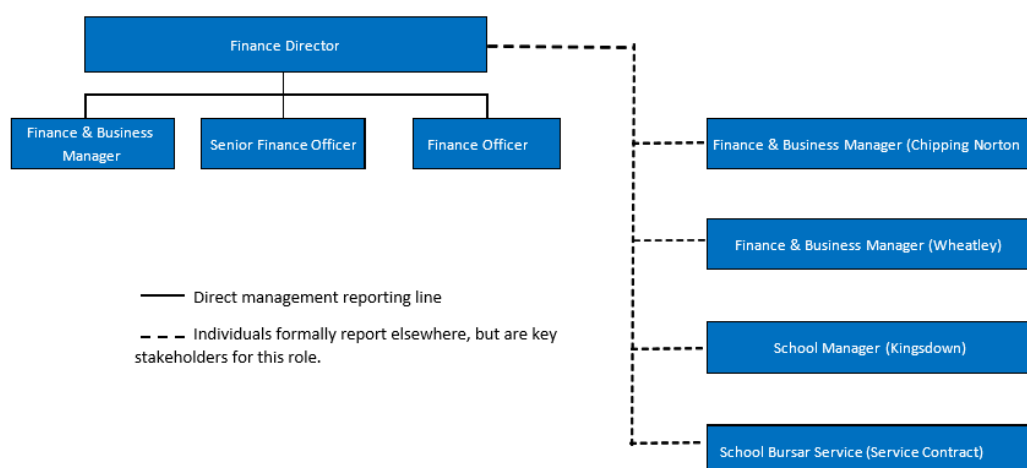 Finance Director
Finance & Business
Manager
Senior Finance Officer
Finance Officer
Finance & Business Manager (Chipping Norton
Finance & Business Manager (Wheatley)
School Manager (Kingsdown)
School Bursar Service (Service Contract)
Direct management reporting line
Individuals formally report elsewhere, but are key
stakeholders for this role.